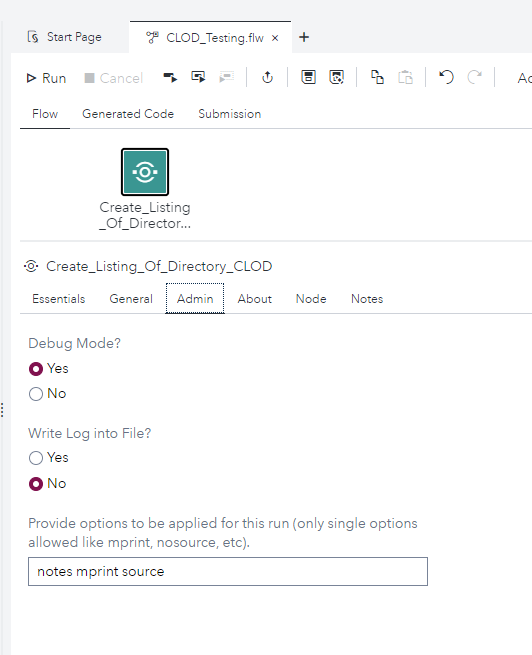 Start Page
CLOD_Testing.flw
Run
Cancel
Flow
Generated Code
Submission
Create_Listing
_Of_Director...
Create_Listing_Of_Directory_CLOD
Essentials
General
Admin
About
Node
Notes
Debug Mode?
Yes
No
Write Log into File?
Yes
No
Provide options to be applied for this run (only single options
allowed like mprint, nosource, etc).
notes mprint source